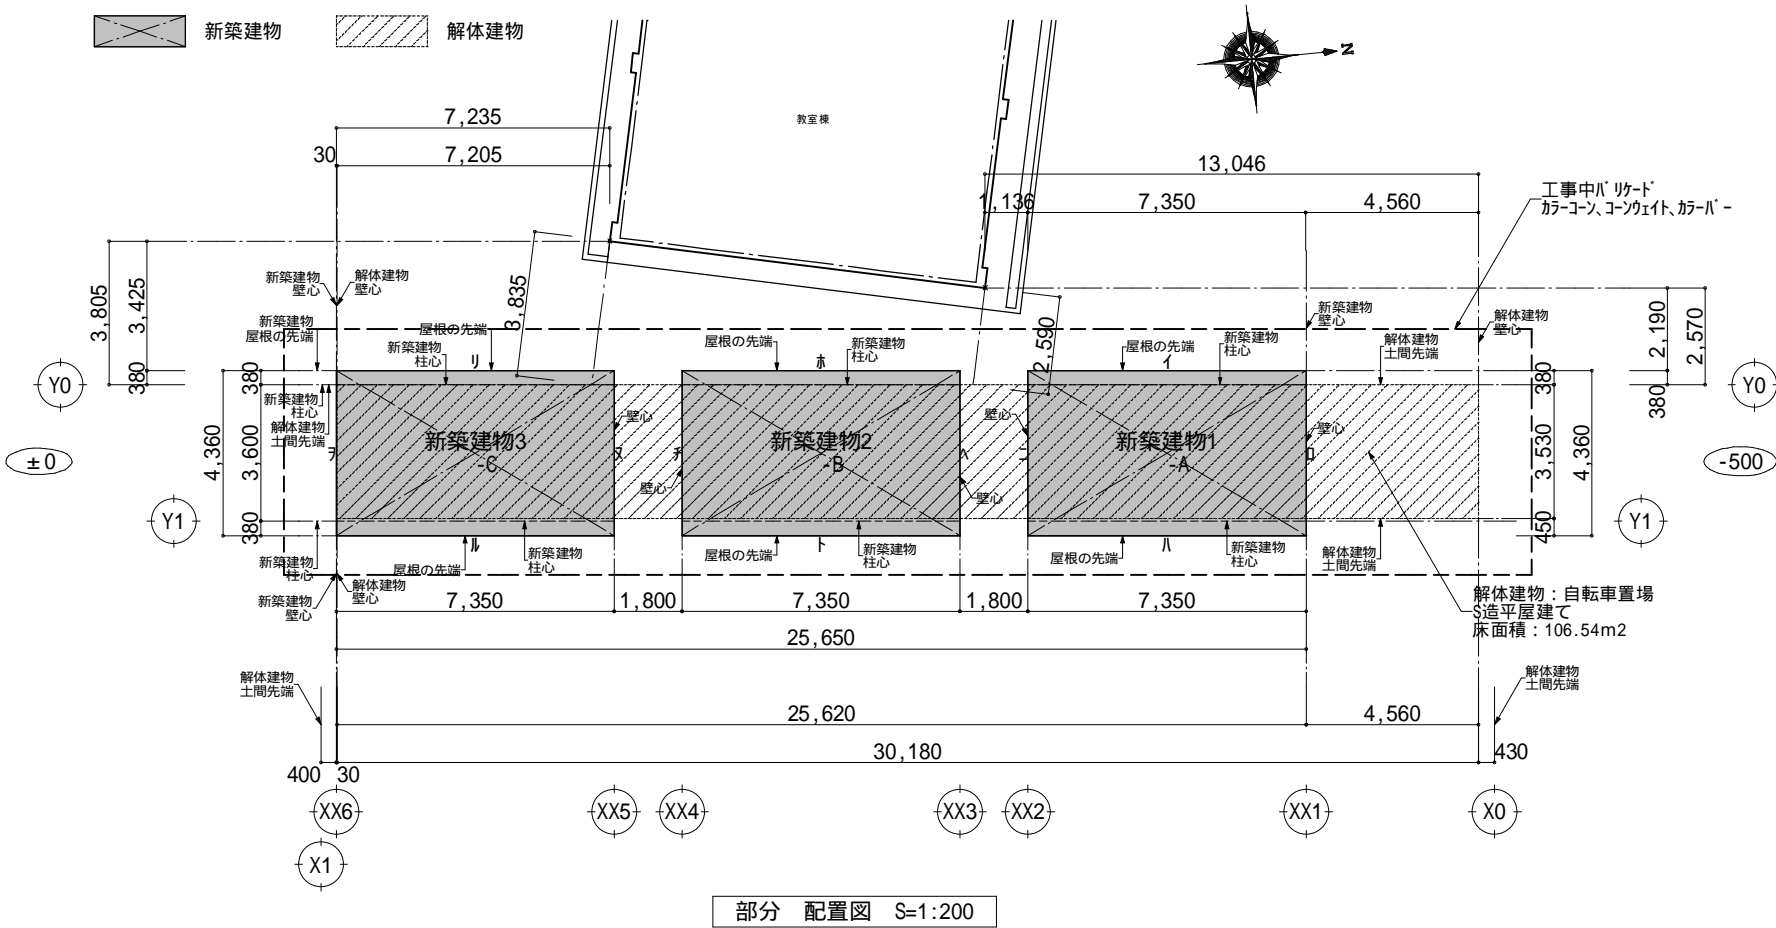 新築建物
解体建物
N
教室棟
7,235
30
7,205
13,046
1,136
7,350
4,560
工事中バリケード
カラーコーン、コーンウェイト、カラーバー
3,805
3,425
380
3,835
2,590
2,190
2,570
380
新築建物
壁心
解体建物
壁心
新築建物
屋根の先端
屋根の先端
新築建物
柱心
リ
屋根の先端
ホ
新築建物
柱心
屋根の先端
イ
新築建物
柱心
新築建物
壁心
解体建物
土間先端
解体建物
壁心
Y0
Y0
380
新築建物
柱心
解体建物
土間先端
ヲ
4,360
3,600
380
新築建物3
-C
壁心
ヌ
チ
壁心
新築建物2
-B
ヘ
壁心
壁心
ニ
新築建物1
-A
壁心
ロ
380
3,530
450
4,360
±0
-500
Y1
Y1
新築建物
柱心
ル
屋根の先端
新築建物
柱心
屋根の先端
ト
新築建物
柱心
屋根の先端
ハ
新築建物
柱心
解体建物
土間先端
新築建物
壁心
解体建物
壁心
7,350
1,800
7,350
1,800
7,350
解体建物：自転車置場
S造平屋建て
床面積：106.54m2
25,650
解体建物
土間先端
解体建物
土間先端
25,620
4,560
30,180
430
400
30
XX6
XX5
XX4
XX3
XX2
XX1
X0
X1
部分　配置図　S=1:200